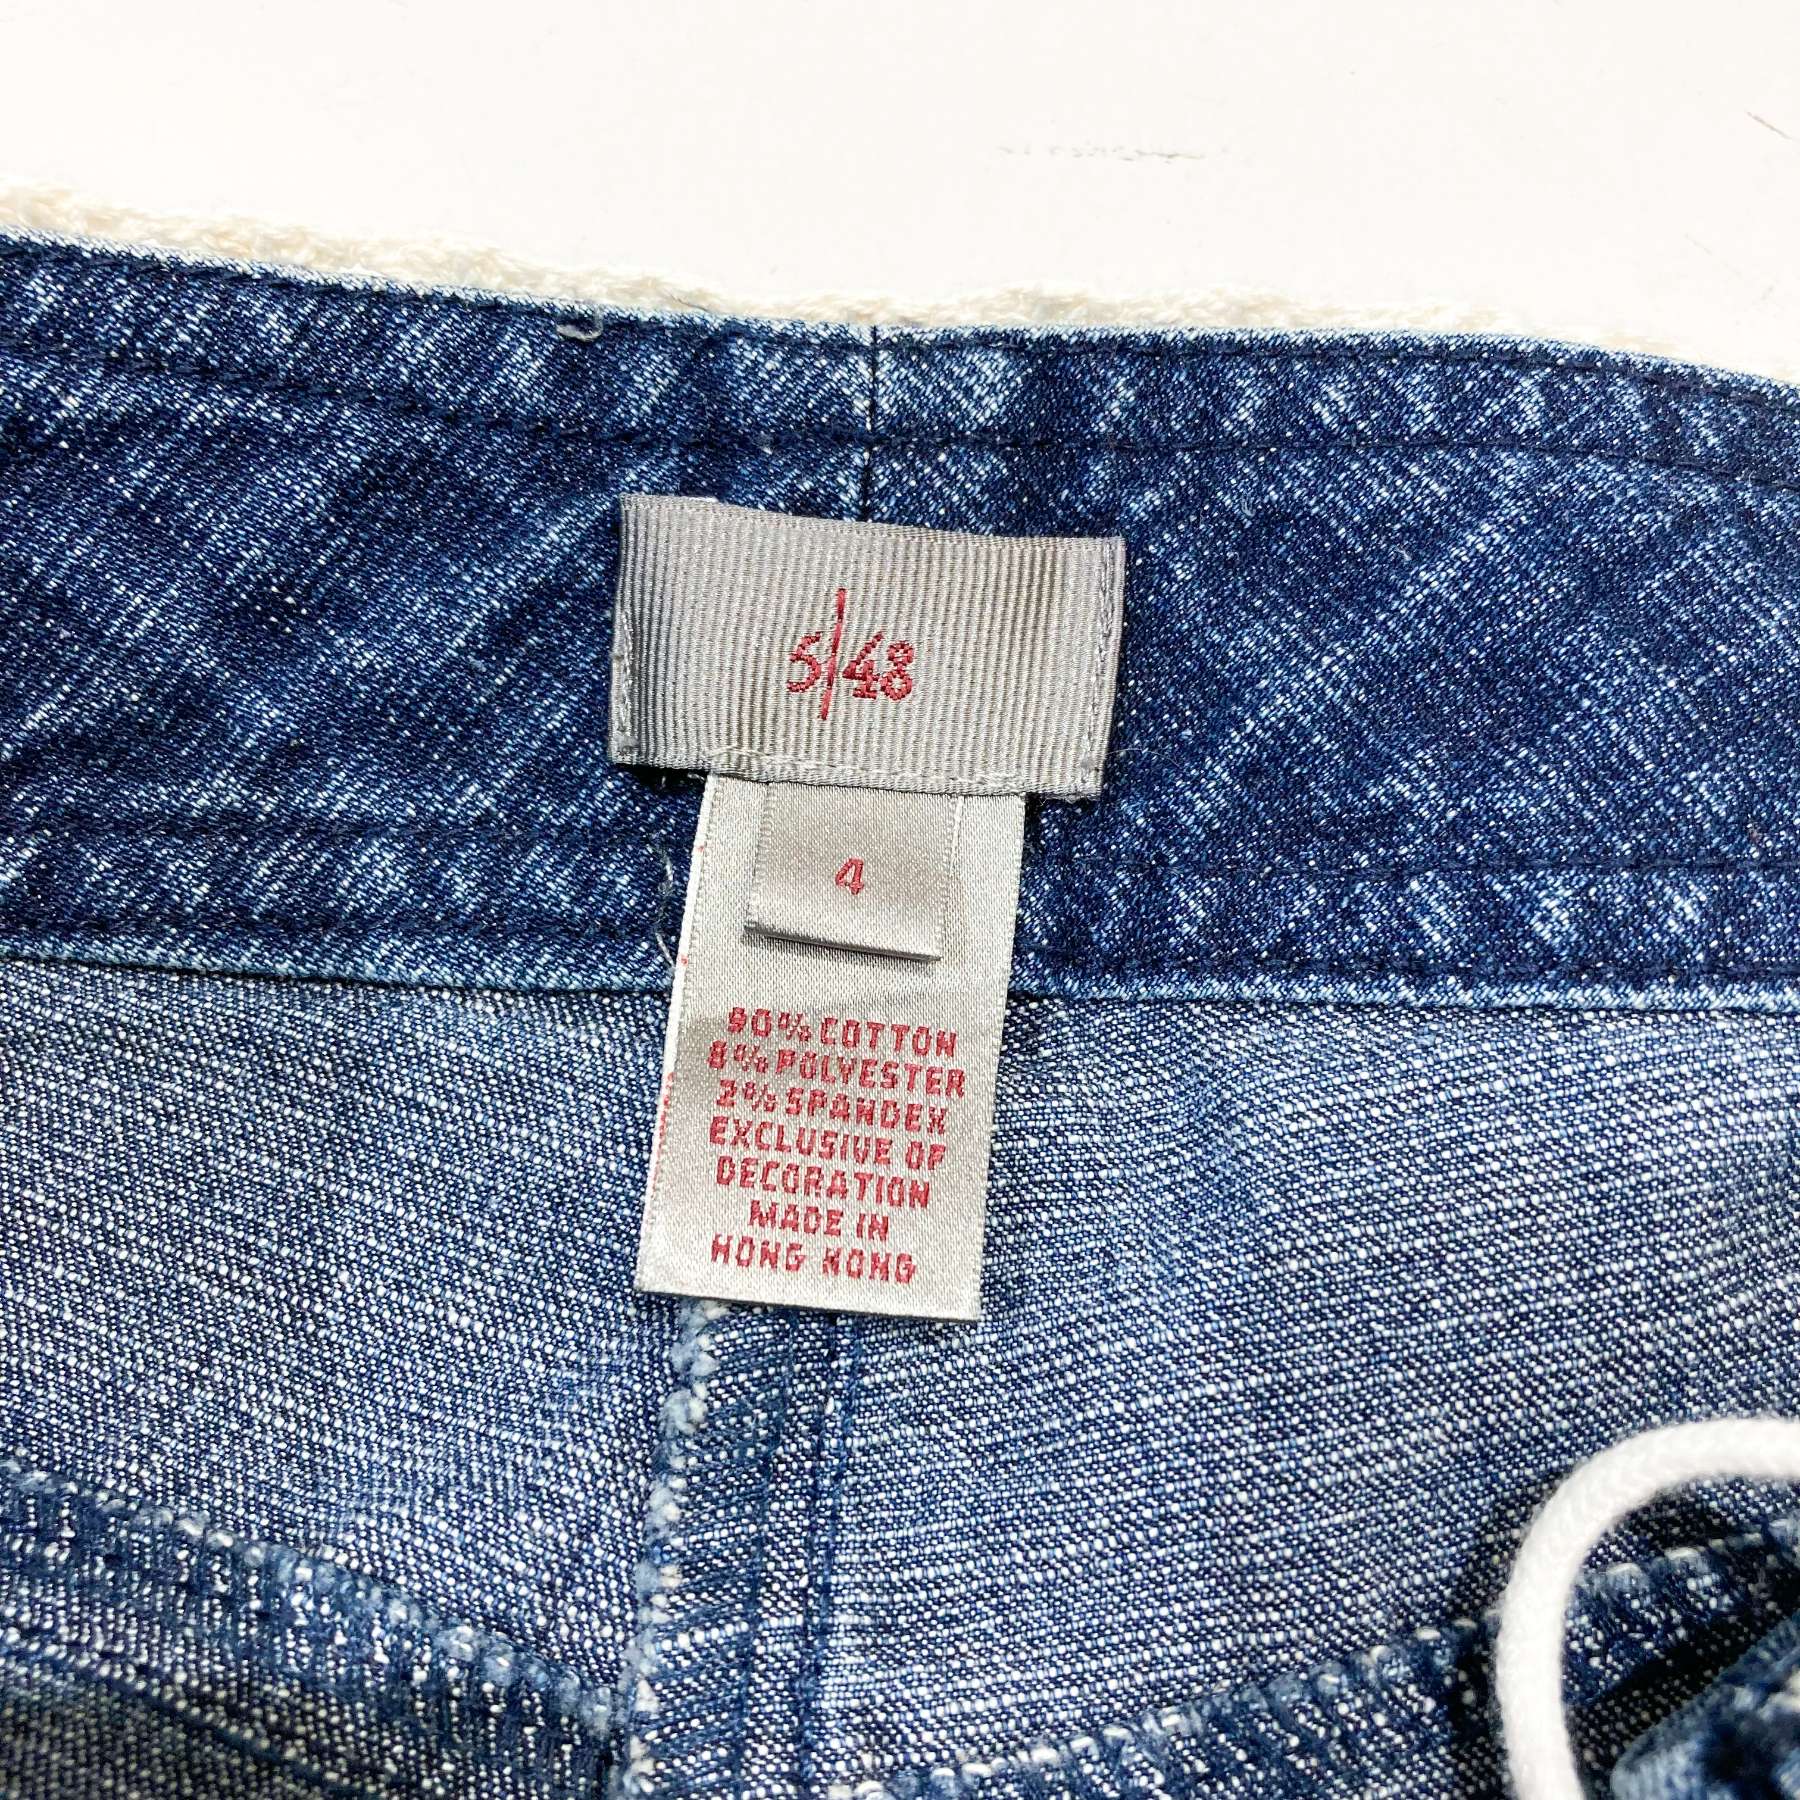 5/48
4
90% COTTON
8% POLYESTER
2% SPANDEX
EXCLUSIVE OF
DECORATION
MADE IN
HONG KONG